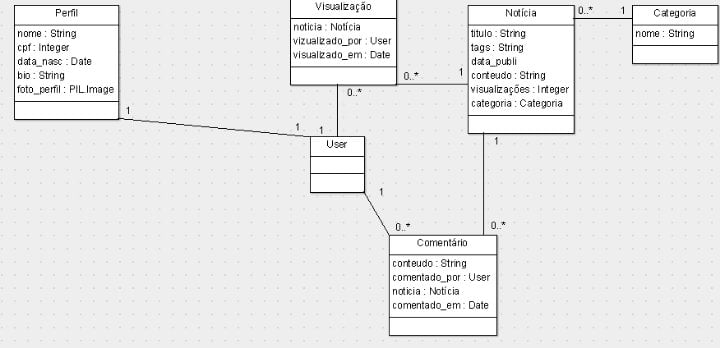 Perfil
nome : String
cpf : Integer
data_nasc : Date
bio : String
foto_perfil : PIL.Image
Visualização
noticia : Notícia
vizualizado_por : User
visualizado_em : Date
Notícia
titulo : String
tags : String
data_publi
conteudo : String
visualizações : Integer
categoria : Categoria
0..*
1
Categoria
nome : String
0..*
1
0..*
1
1
1
User
1
1
0..*
0..*
Comentário
conteudo : String
comentado_por : User
noticia : Notícia
comentado_em : Date